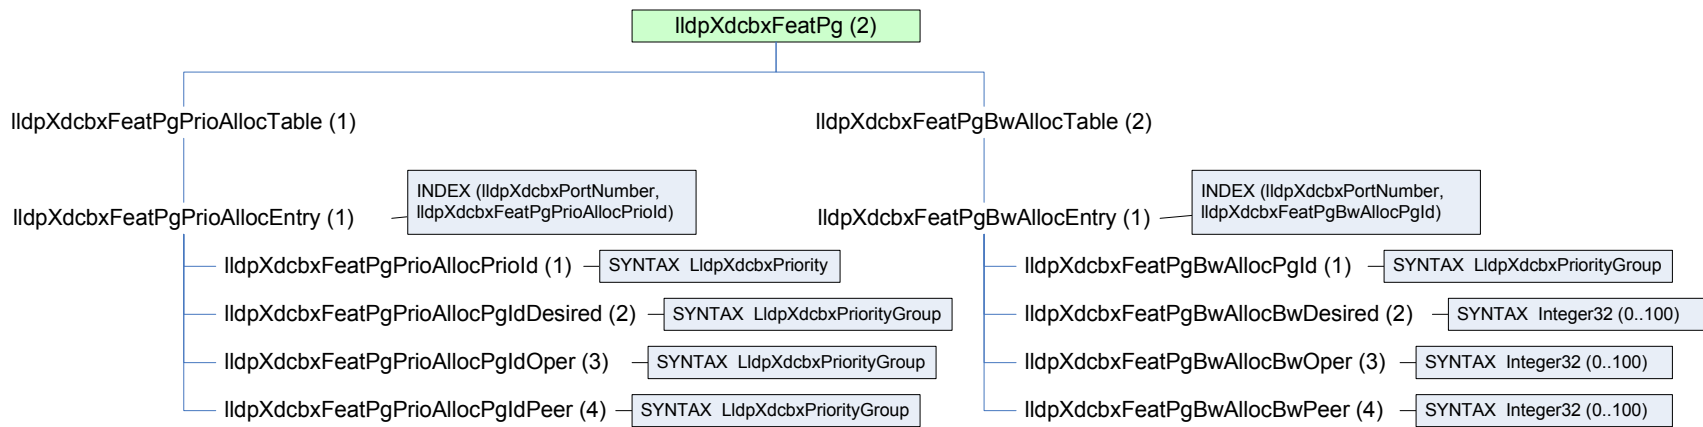 lldpXdcbxFeatPg (2)
lldpXdcbxFeatPgPrioAllocTable (1)
lldpXdcbxFeatPgBwAllocTable (2)
INDEX (lldpXdcbxPortNumber,
lldpXdcbxFeatPgPrioAllocPrioId)
lldpXdcbxFeatPgPrioAllocEntry (1)
INDEX (lldpXdcbxPortNumber,
lldpXdcbxFeatPgBwAllocPgId)
lldpXdcbxFeatPgBwAllocEntry (1)
lldpXdcbxFeatPgPrioAllocPrioId (1)
SYNTAX LldpXdcbxPriority
lldpXdcbxFeatPgBwAllocPgId (1)
SYNTAX LldpXdcbxPriorityGroup
lldpXdcbxFeatPgPrioAllocPgIdDesired (2)
SYNTAX LldpXdcbxPriorityGroup
lldpXdcbxFeatPgBwAllocBwDesired (2)
SYNTAX Integer32 (0..100)
lldpXdcbxFeatPgPrioAllocPgIdOper (3)
SYNTAX LldpXdcbxPriorityGroup
lldpXdcbxFeatPgBwAllocBwOper (3)
SYNTAX Integer32 (0..100)
lldpXdcbxFeatPgPrioAllocPgIdPeer (4)
SYNTAX LldpXdcbxPriorityGroup
lldpXdcbxFeatPgBwAllocBwPeer (4)
SYNTAX Integer32 (0..100)